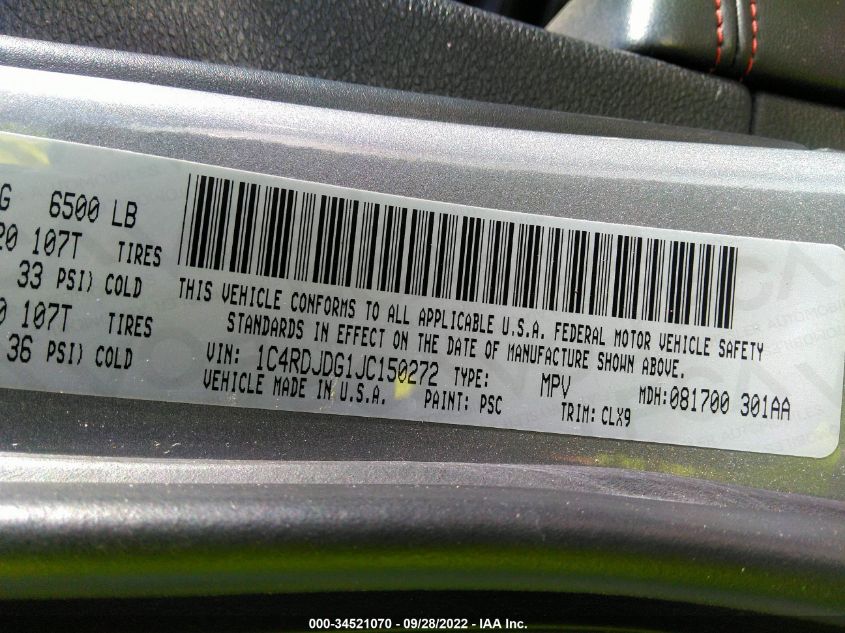 G 6500 LB
20 107T TIRES
33 PSI) COLD
0 107T TIRES
36 PSI) COLD
THIS VEHICLE CONFORMS TO ALL APPLICABLE U.S.A. FEDERAL MOTOR VEHICLE SAFETY
STANDARDS IN EFFECT ON THE DATE OF MANUFACTURE SHOWN ABOVE.
VIN: 1C4RDJDG1JC150272 TYPE: MPV MDH: 081700 301AA
VEHICLE MADE IN U.S.A. PAINT: PSC TRIM: CLX9
000-34521070 - 09/28/2022 - IAA Inc.